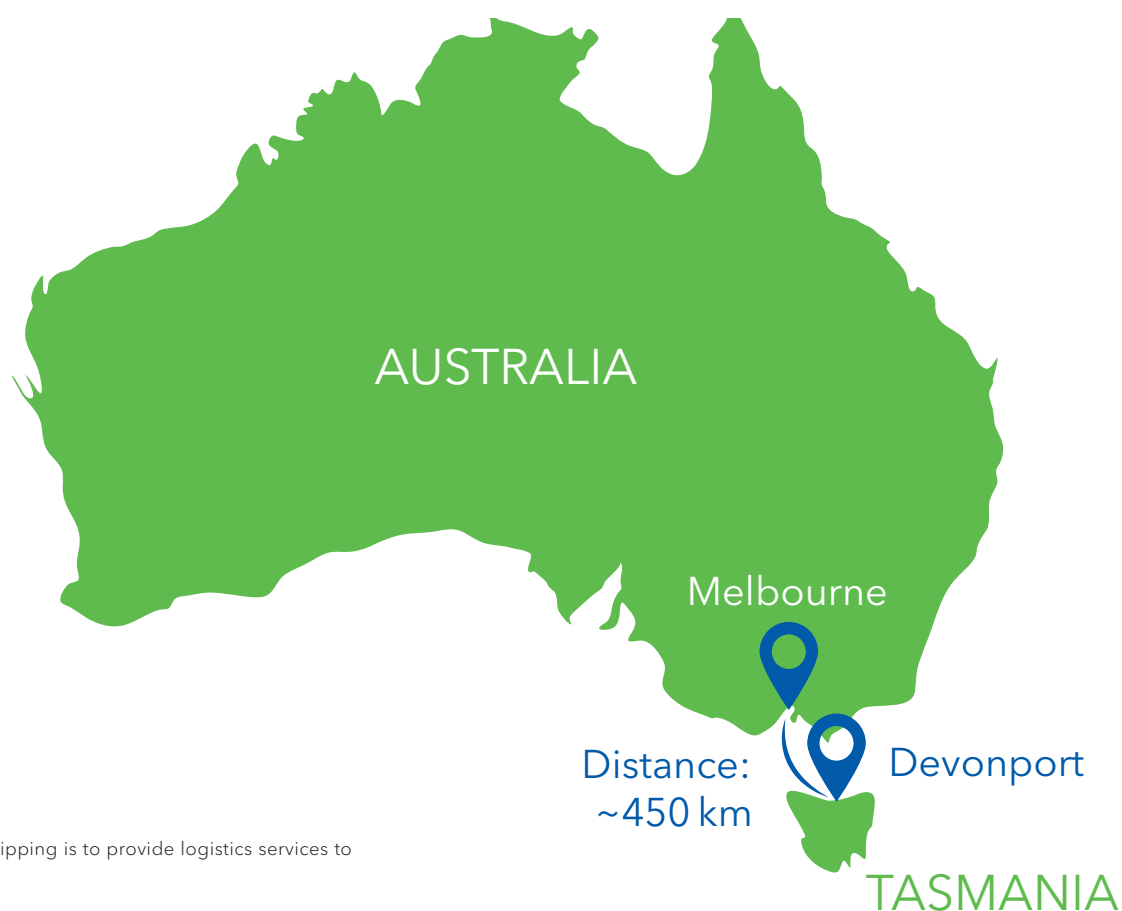 AUSTRALIA
Melbourne
Distance:
~450 km
Devonport
ipping is to provide logistics services to
TASMANIA